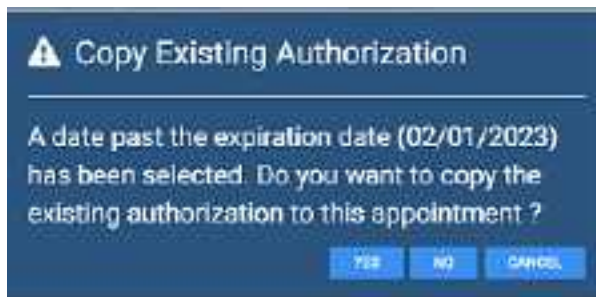 Copy Existing Authorization
A date past the expiration date (02/01/2023)
has been selected. Do you want to copy the
existing authorization to this appointment ?
YES NO CANCEL